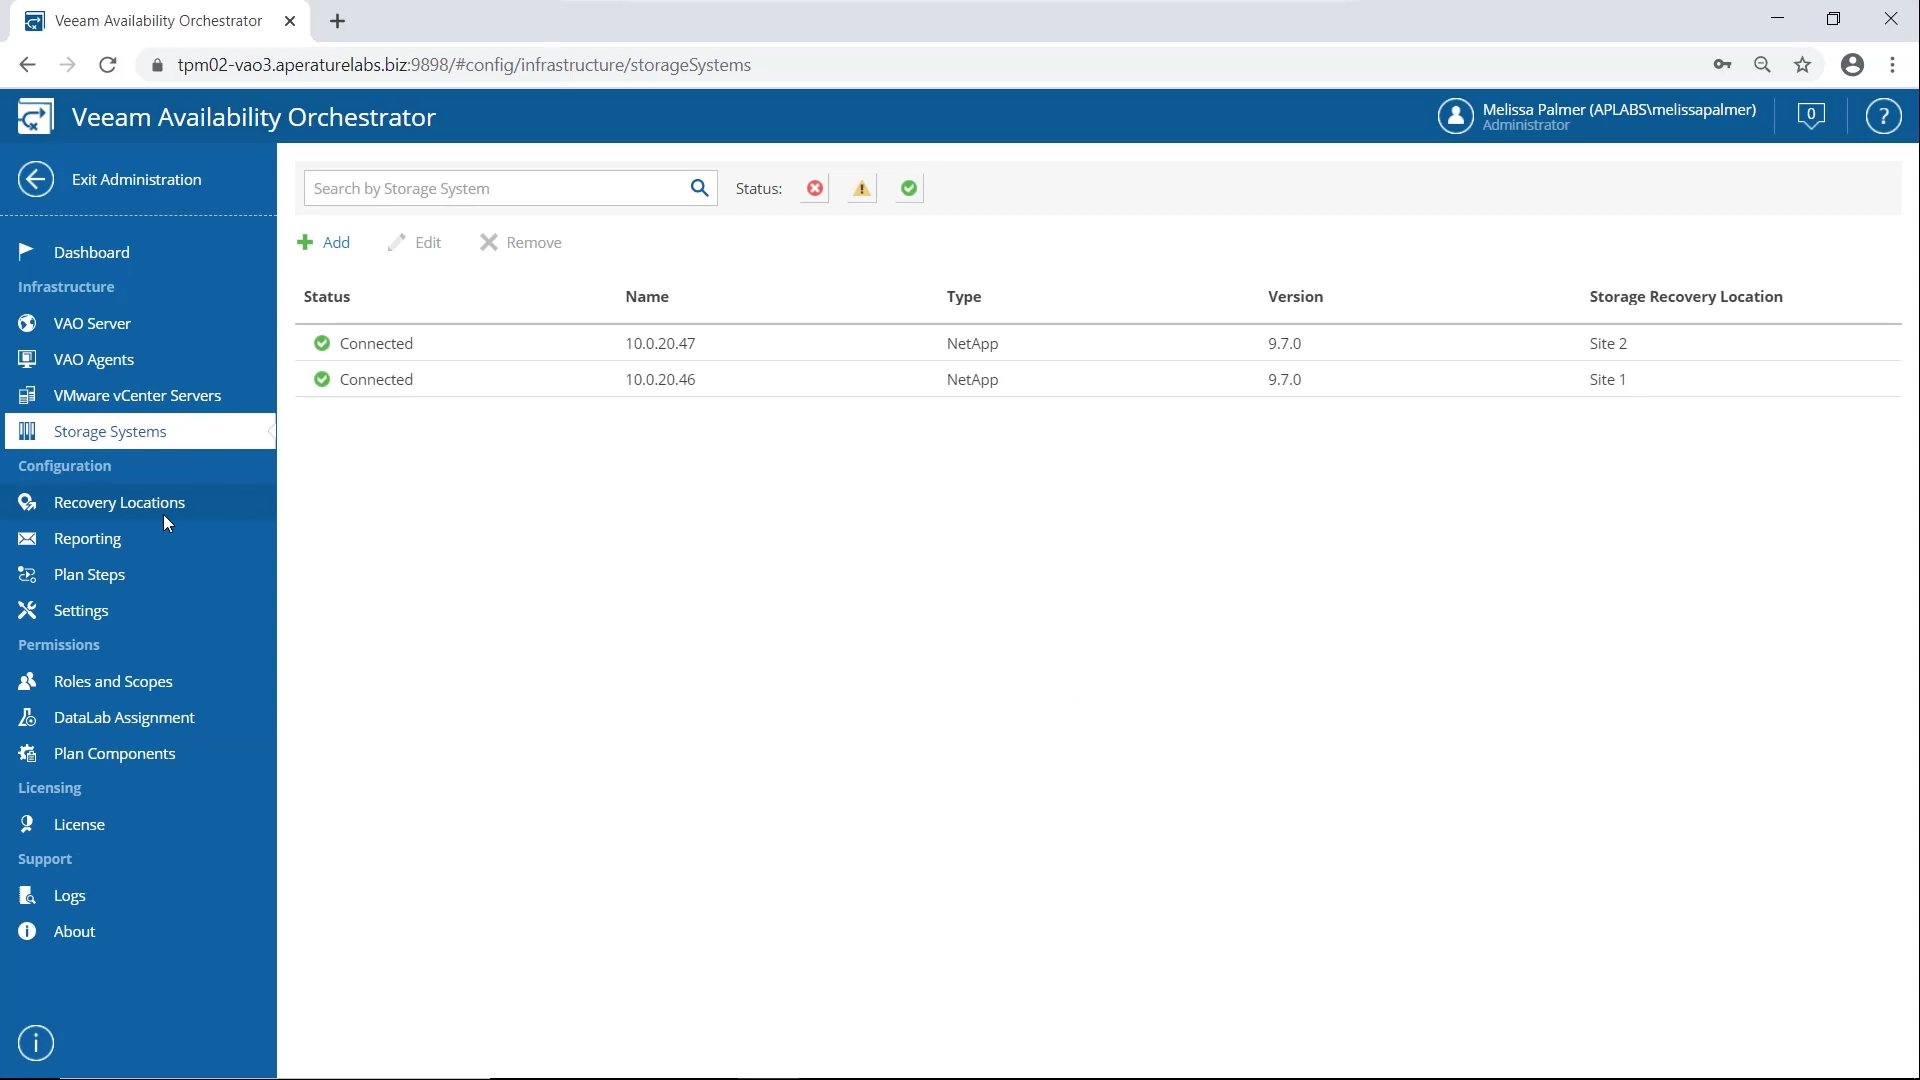 Veeam Availability Orchestrator
tpm02-vao3.aperaturelabs.biz:9898/#config/infrastructure/storageSystems
Veeam Availability Orchestrator
Melissa Palmer (APLABS\melissapalmer)
Administrator
0
?
Exit Administration
Search by Storage System
Status:
Add
Edit
Remove
Dashboard
Infrastructure
VAO Server
VAO Agents
VMware vCenter Servers
Storage Systems
Configuration
Recovery Locations
Reporting
Plan Steps
Settings
Permissions
Roles and Scopes
DataLab Assignment
Plan Components
Licensing
License
Support
Logs
About
Status Name Type Version Storage Recovery Location
Connected 10.0.20.47 NetApp 9.7.0 Site 2
Connected 10.0.20.46 NetApp 9.7.0 Site 1